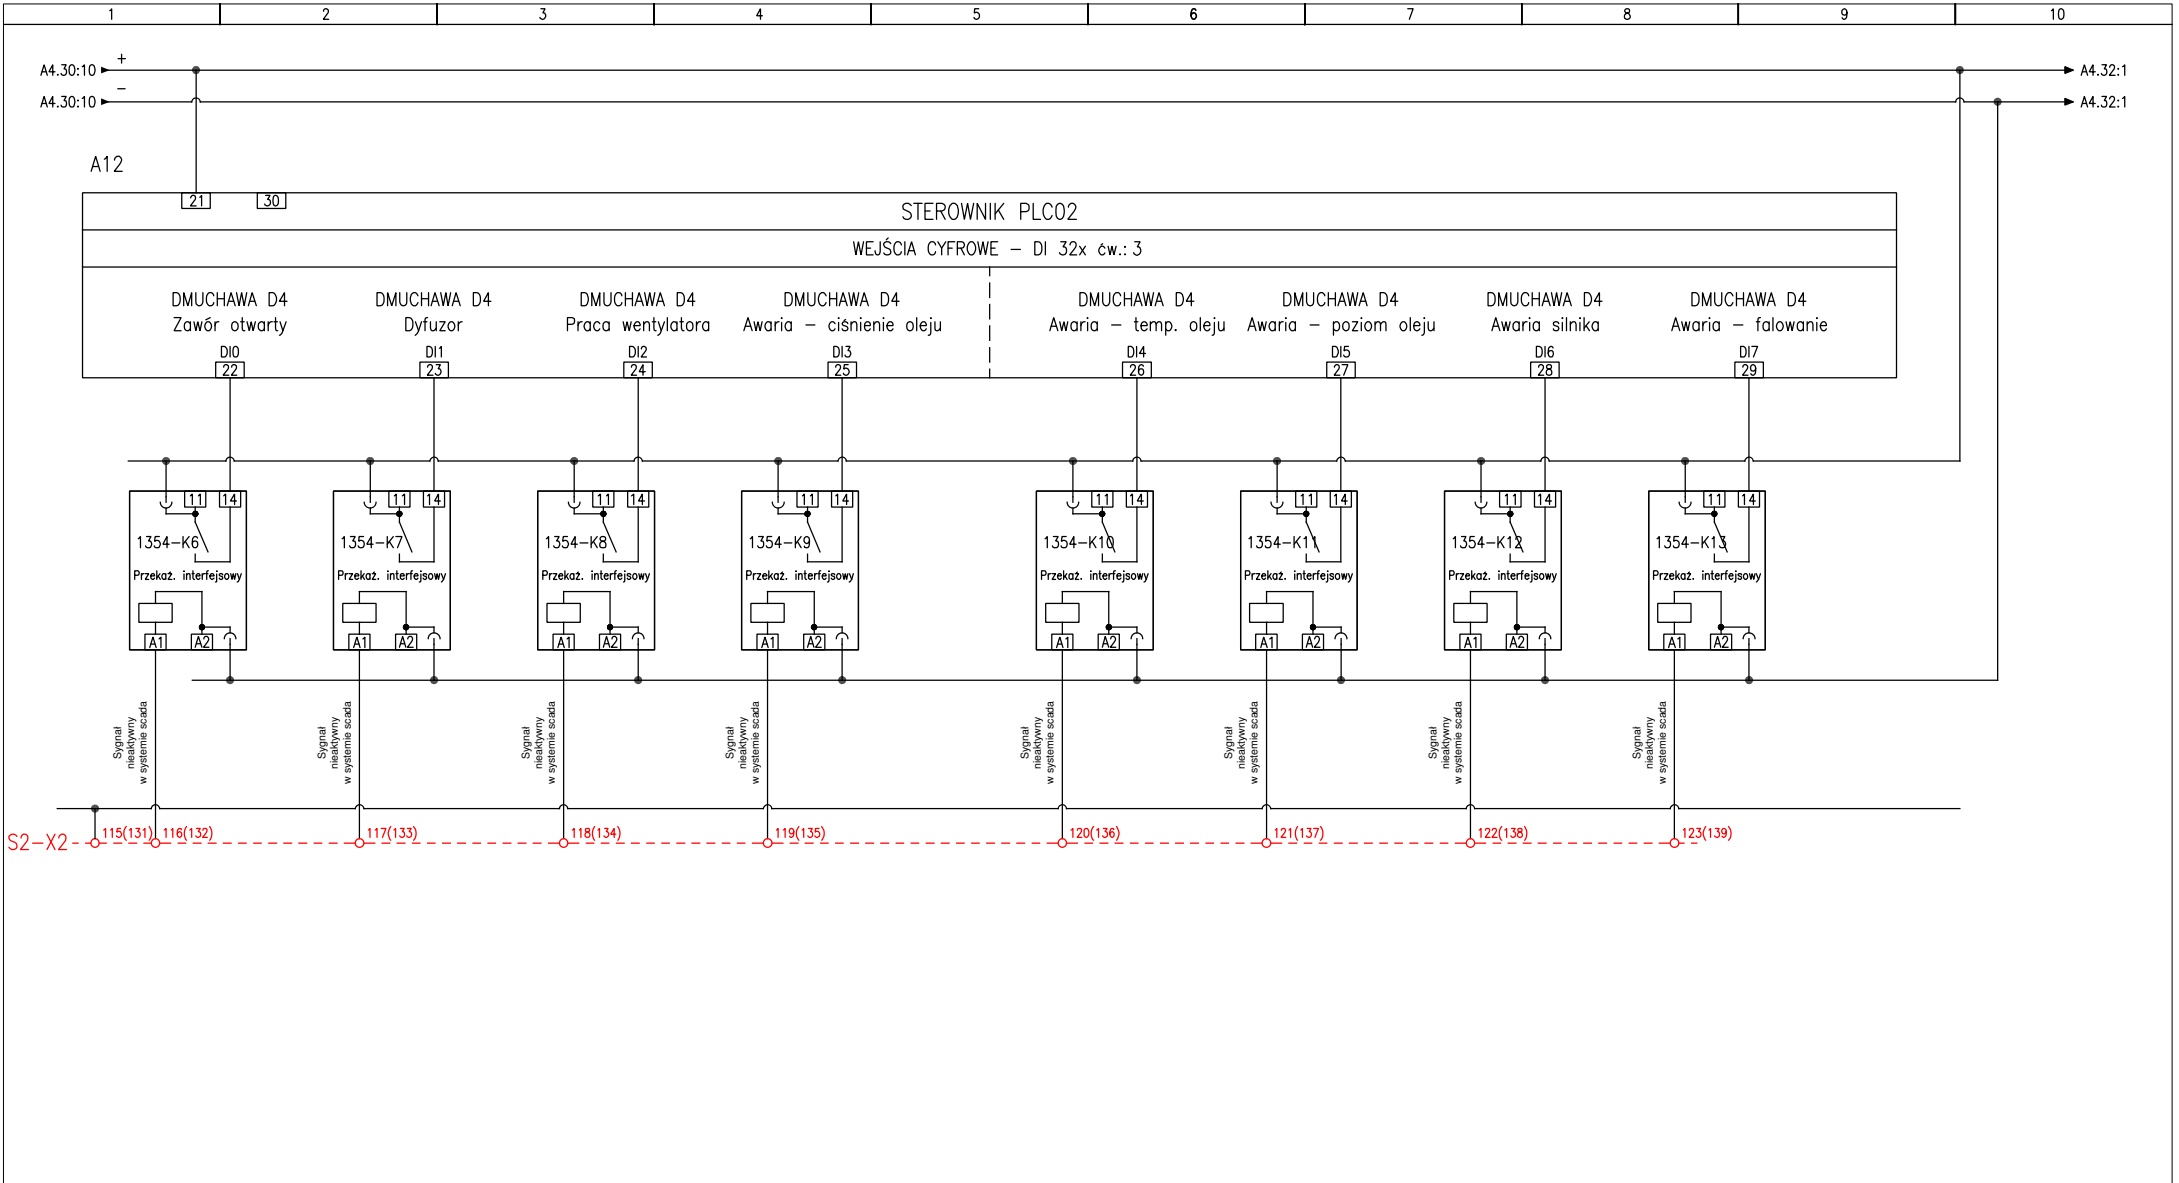 1 2 3 4 5 6 7 8 9 10
A4.30:10 + A4.32:1
A4.30:10 − A4.32:1
A12
21 30
STEROWNIK PLC02
WEJŚCIA CYFROWE − DI 32x ćw.: 3
DMUCHAWA D4 DMUCHAWA D4 DMUCHAWA D4 DMUCHAWA D4 DMUCHAWA D4 DMUCHAWA D4 DMUCHAWA D4 DMUCHAWA D4
Zawór otwarty Dyfuzor Praca wentylatora Awaria − ciśnienie oleju Awaria − temp. oleju Awaria − poziom oleju Awaria silnika Awaria − falowanie
DI0 DI1 DI2 DI3 DI4 DI5 DI6 DI7
22 23 24 25 26 27 28 29
11 14 11 14 11 14 11 14 11 14 11 14 11 14 11 14
1354−K6 1354−K7 1354−K8 1354−K9 1354−K10 1354−K11 1354−K12 1354−K13
Przekaź. interfejsowy Przekaź. interfejsowy Przekaź. interfejsowy Przekaź. interfejsowy Przekaź. interfejsowy Przekaź. interfejsowy Przekaź. interfejsowy Przekaź. interfejsowy
A1 A2 A1 A2 A1 A2 A1 A2 A1 A2 A1 A2 A1 A2 A1 A2
Sygnał
nieaktywny
w systemie scada
Sygnał
nieaktywny
w systemie scada
Sygnał
nieaktywny
w systemie scada
Sygnał
nieaktywny
w systemie scada
Sygnał
nieaktywny
w systemie scada
Sygnał
nieaktywny
w systemie scada
Sygnał
nieaktywny
w systemie scada
Sygnał
nieaktywny
w systemie scada
S2−X2 115(131) 116(132) 117(133) 118(134) 119(135) 120(136) 121(137) 122(138) 123(139)